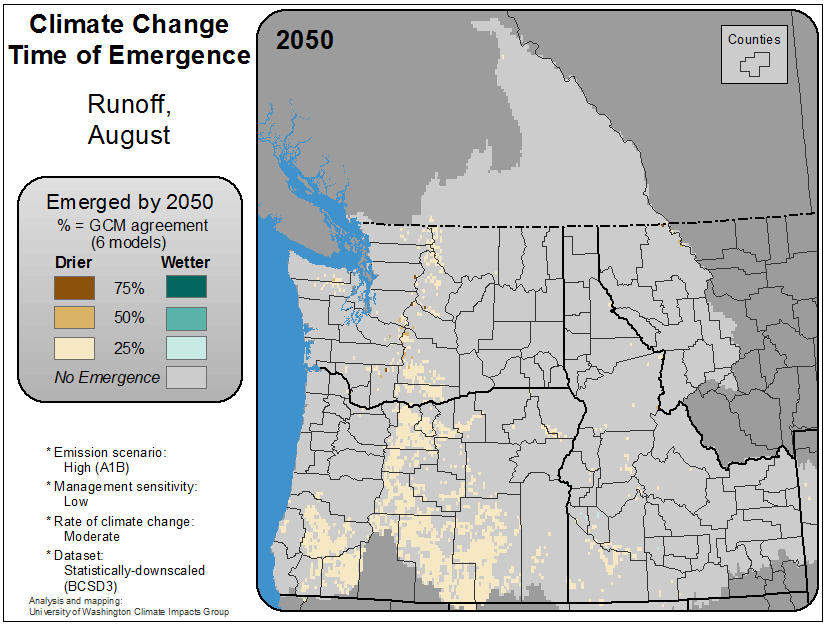 Climate Change
Time of Emergence
Runoff,
August
Emerged by 2050
% = GCM agreement
(6 models)
Drier Wetter
75%
50%
25%
No Emergence
* Emission scenario:
High (A1B)
* Management sensitivity:
Low
* Rate of climate change:
Moderate
* Dataset:
Statistically-downscaled
(BCSD3)
Analysis and mapping:
University of Washington Climate Impacts Group
2050
Counties